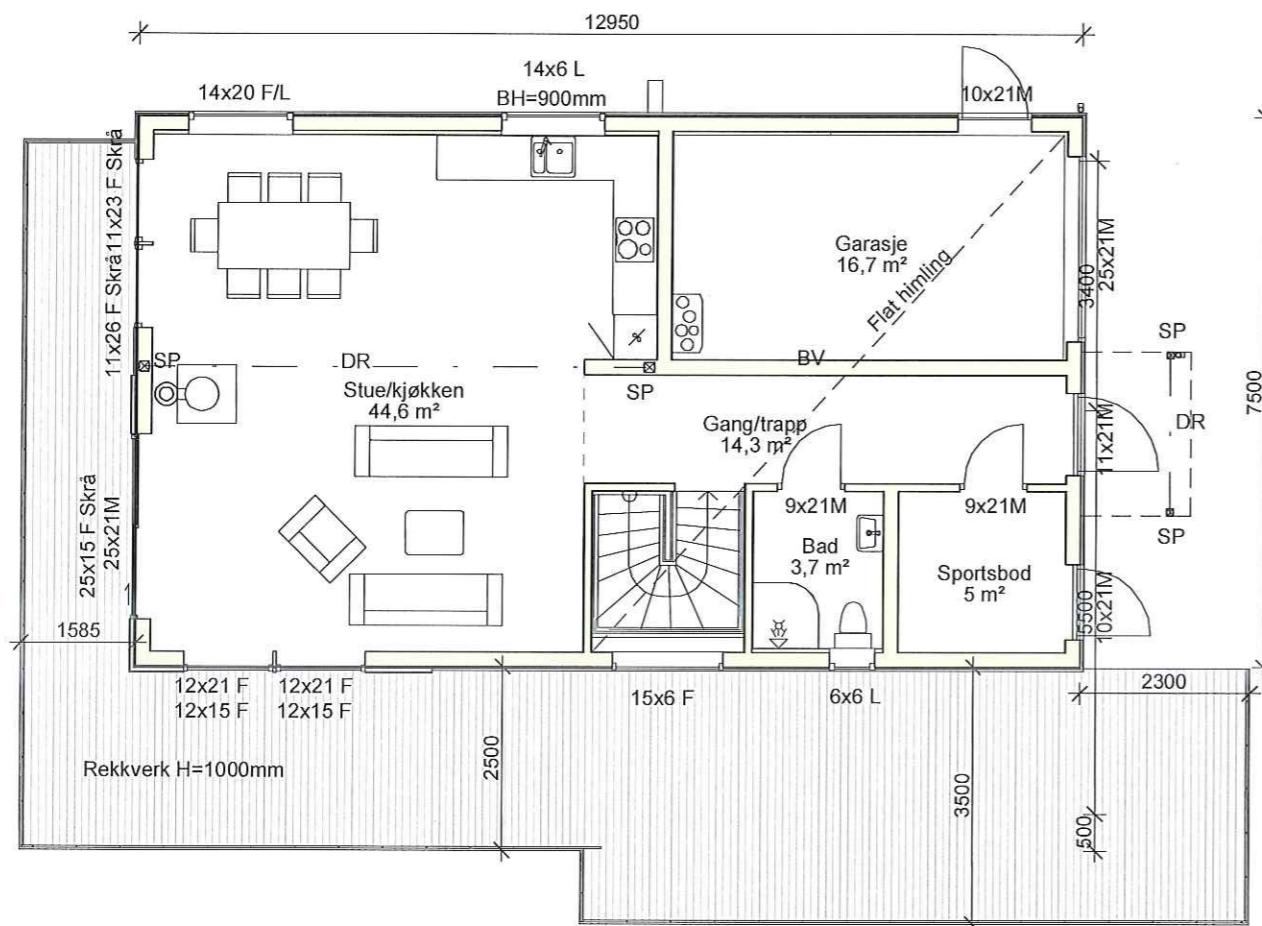 12950
14x6 L
14x20 F/L
BH=900mm
10x21M
11x23 F Skrå
11x26 F Skrå
Garasje
16,7 m²
Flat himling
25x21M
3400
SP
DR
SP
BV
SP
Stue/kjøkken
44,6 m²
7500
Gang/trapp
14,3 m²
11x21M
DR
9x21M
9x21M
SP
25x15 F Skrå
25x21M
Bad
3,7 m²
Sportsbod
5 m²
5500
10x21M
1585
12x21 F
12x21 F
12x15 F
12x15 F
15x6 F
6x6 L
2300
Rekkverk H=1000mm
2500
3500
500